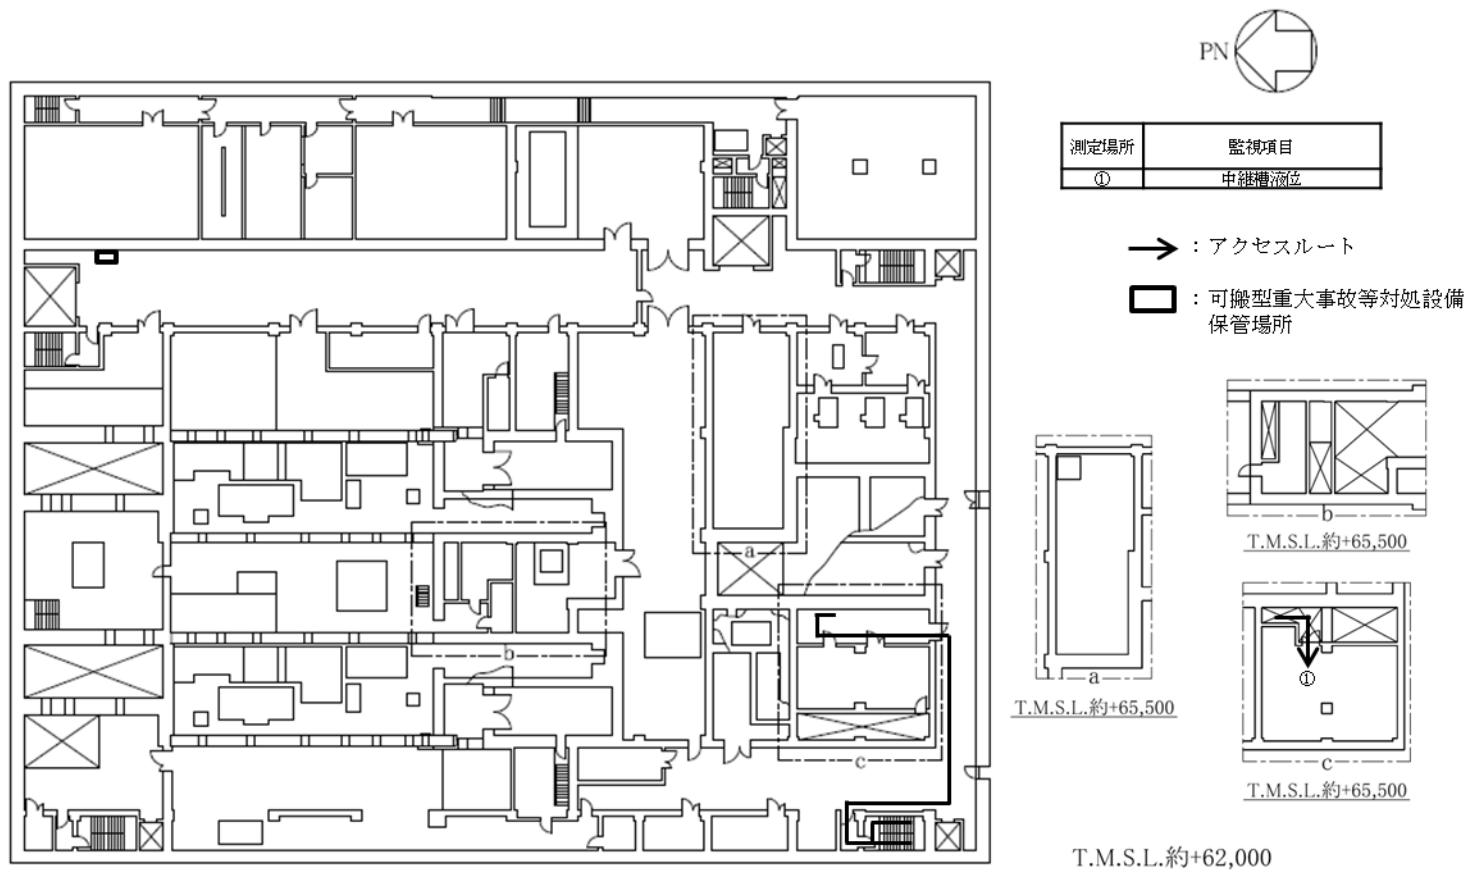 PN
測定場所 監視項目
① 中継槽液位
：アクセスルート
：可搬型重大事故等対処設備
保管場所
b
T.M.S.L.約+65,500
a
T.M.S.L.約+65,500
①
c
T.M.S.L.約+65,500
a
b
c
T.M.S.L.約+62,000